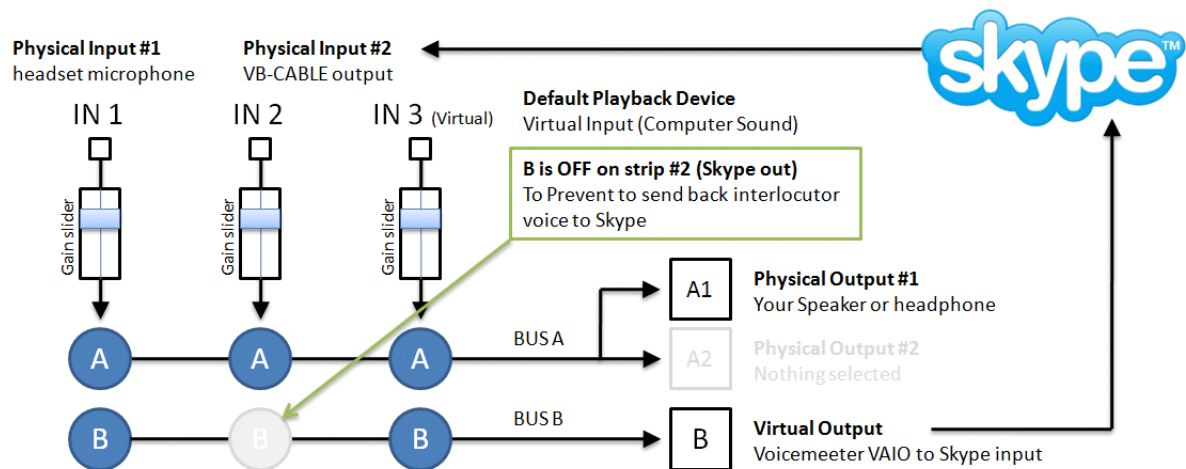 Physical Input #1
headset microphone
Physical Input #2
VB-CABLE output
skype™
IN 1
IN 2
IN 3 (Virtual)
Default Playback Device
Virtual Input (Computer Sound)
B is OFF on strip #2 (Skype out)
To Prevent to send back interlocutor
voice to Skype
Gain slider
Gain slider
Gain slider
A
A
A
BUS A
A1
Physical Output #1
Your Speaker or headphone
A2
Physical Output #2
Nothing selected
B
B
B
BUS B
B
Virtual Output
Voicemeeter VAIO to Skype input